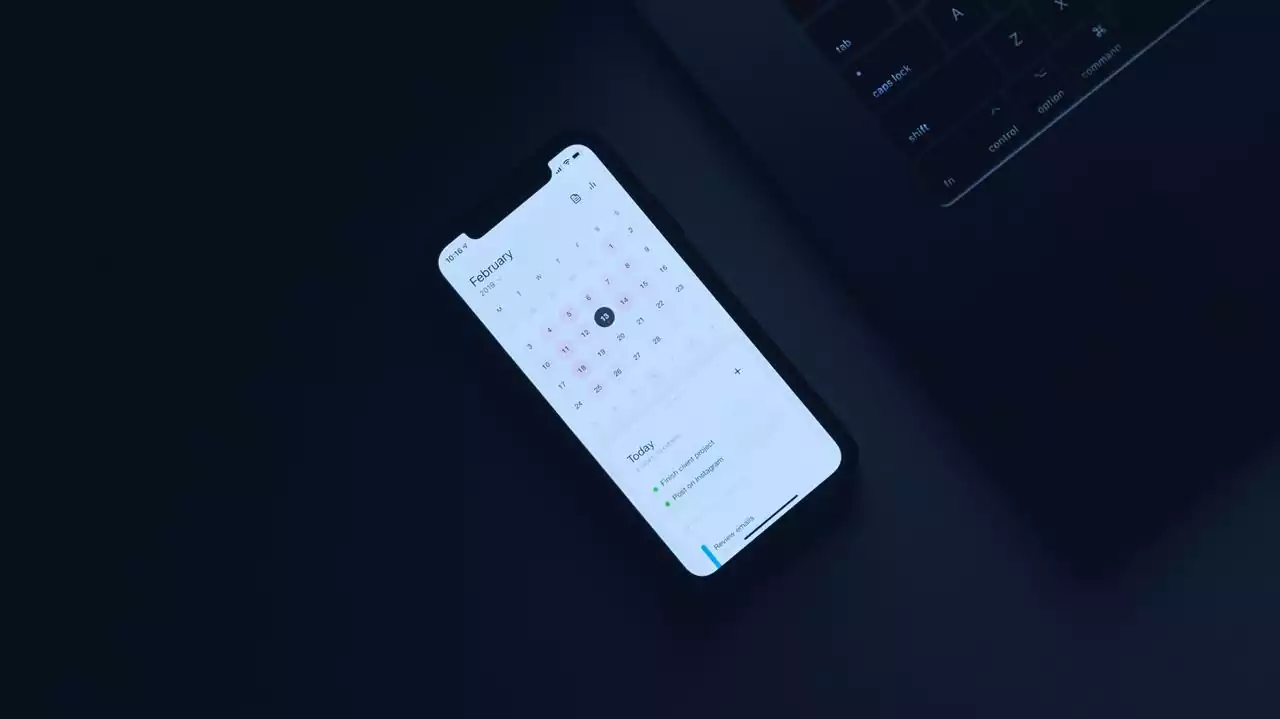 10:16
February
2019
M T W T F S S
1 2
3 4 5 6 7 8 9
10 11 12 13 14 15 16
17 18 19 20 21 22 23
24 25 26 27 28
+
Today
Finish client project
Post on Instagram
Review emails
tab
A
caps lock
Z
X
shift
fn
control
option
⌘
command